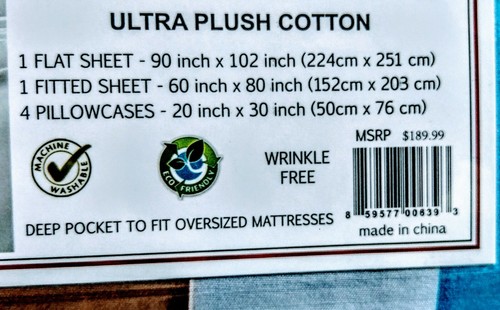 ULTRA PLUSH COTTON
1 FLAT SHEET - 90 inch x 102 inch (224cm x 251 cm)
1 FITTED SHEET - 60 inch x 80 inch (152cm x 203 cm)
4 PILLOWCASES - 20 inch x 30 inch (50cm x 76 cm)
MACHINE WASHABLE
ECO FRIENDLY
WRINKLE
FREE
MSRP $189.99
8 59577 00639 3
DEEP POCKET TO FIT OVERSIZED MATTRESSES
made in china